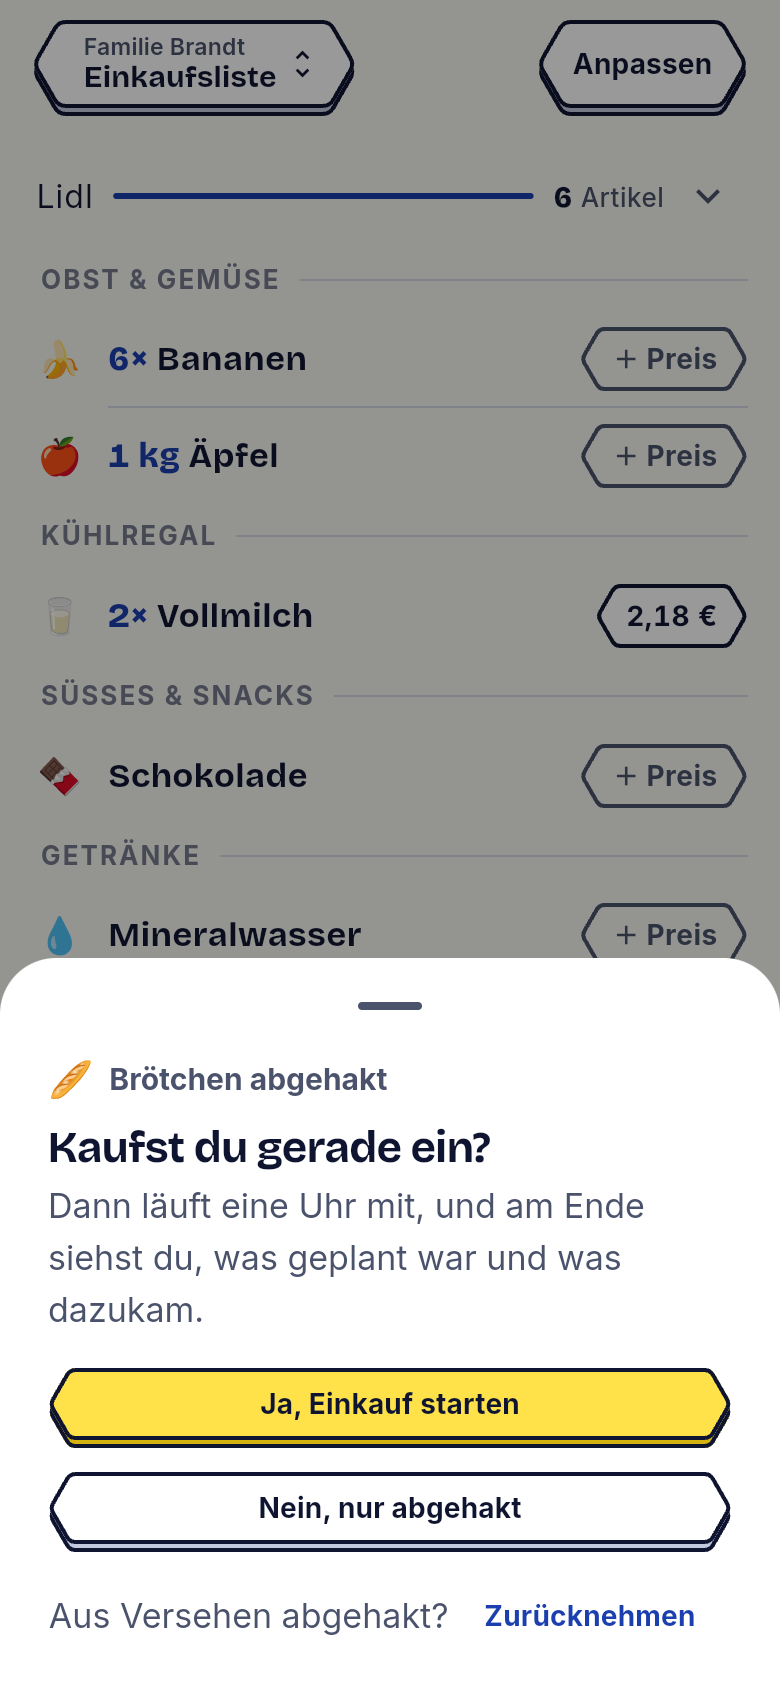 Familie Brandt
Einkaufsliste
Anpassen
Lidl 6 Artikel
OBST & GEMÜSE
6× Bananen + Preis
1 kg Äpfel + Preis
KÜHLREGAL
2× Vollmilch 2,18 €
SÜSSES & SNACKS
Schokolade + Preis
GETRÄNKE
Mineralwasser + Preis
Brötchen abgehakt
Kaufst du gerade ein?
Dann läuft eine Uhr mit, und am Ende
siehst du, was geplant war und was
dazukam.
Ja, Einkauf starten
Nein, nur abgehakt
Aus Versehen abgehakt? Zurücknehmen